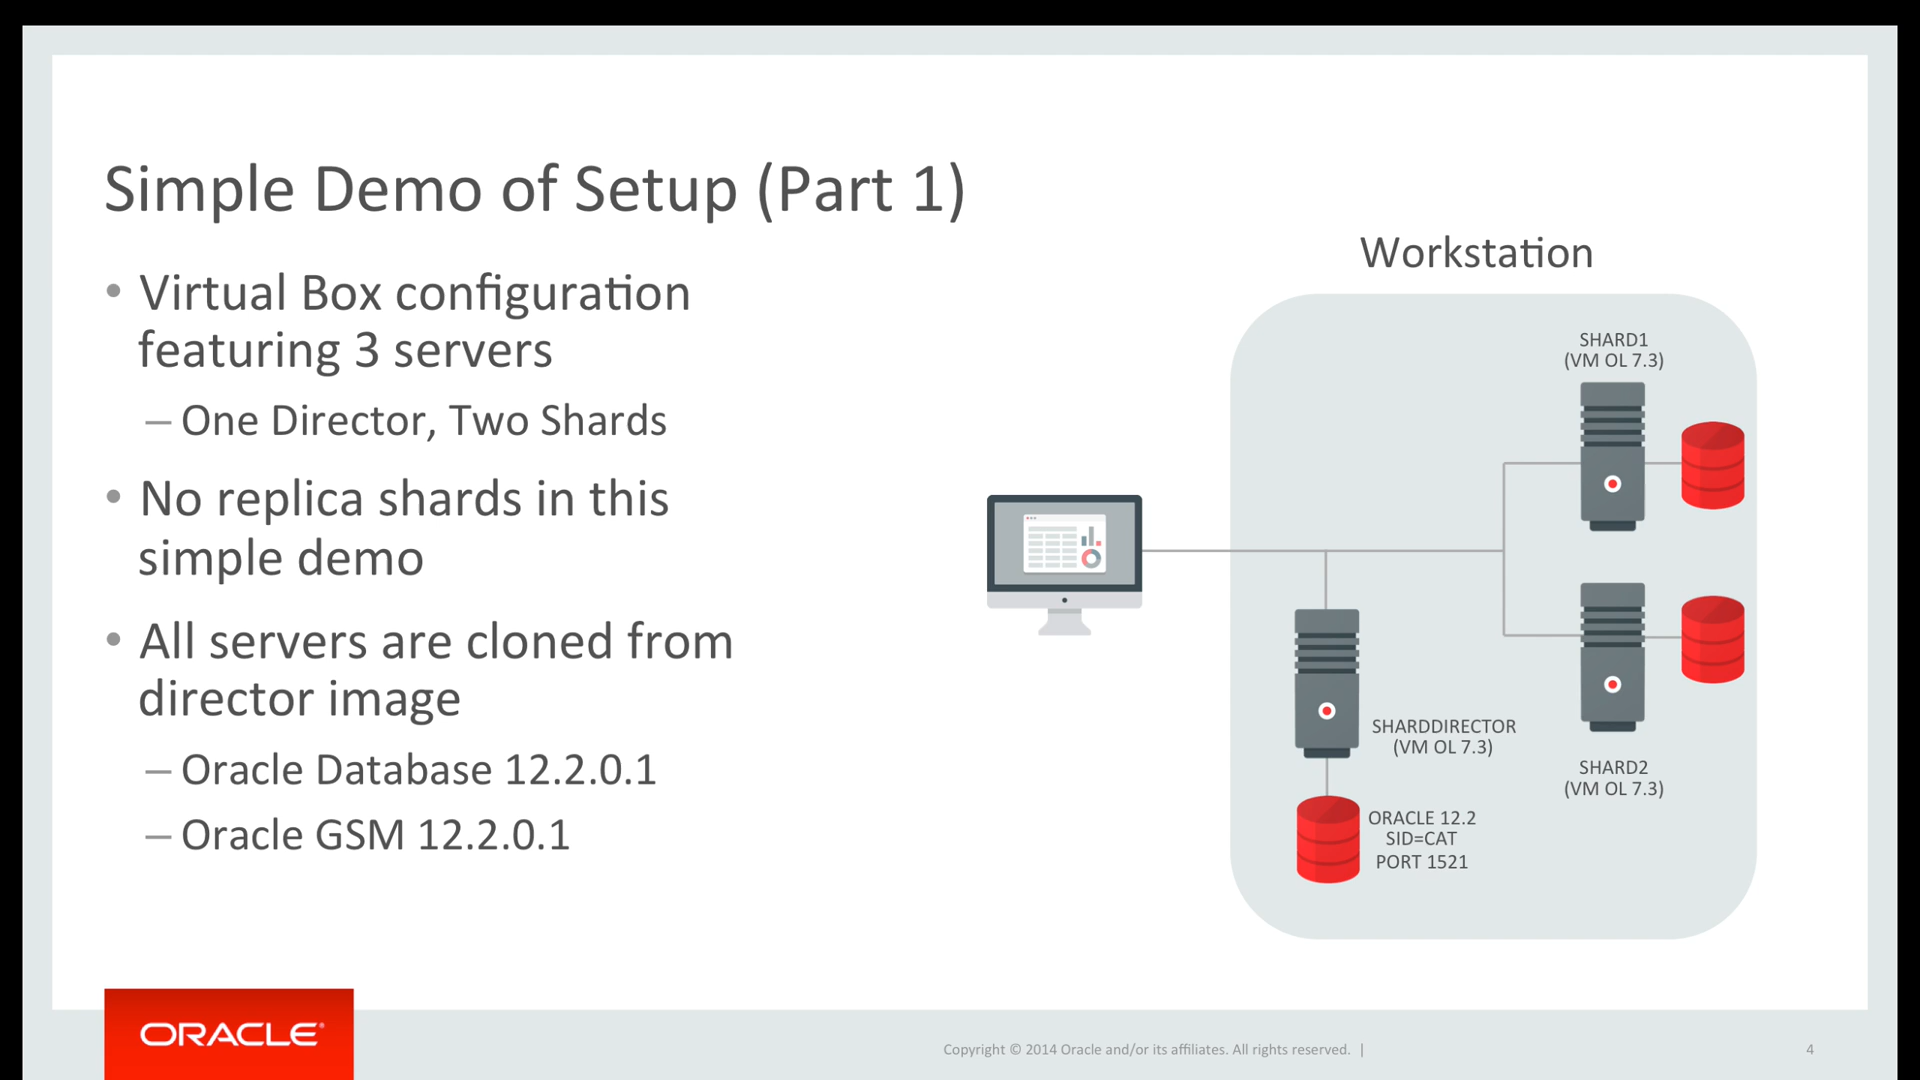 Simple Demo of Setup (Part 1)
• Virtual Box configuration
featuring 3 servers
– One Director, Two Shards
• No replica shards in this
simple demo
• All servers are cloned from
director image
– Oracle Database 12.2.0.1
– Oracle GSM 12.2.0.1
Workstation
SHARD1
(VM OL 7.3)
SHARDDIRECTOR
(VM OL 7.3)
SHARD2
(VM OL 7.3)
ORACLE 12.2
SID=CAT
PORT 1521
ORACLE®
Copyright © 2014 Oracle and/or its affiliates. All rights reserved. |
4